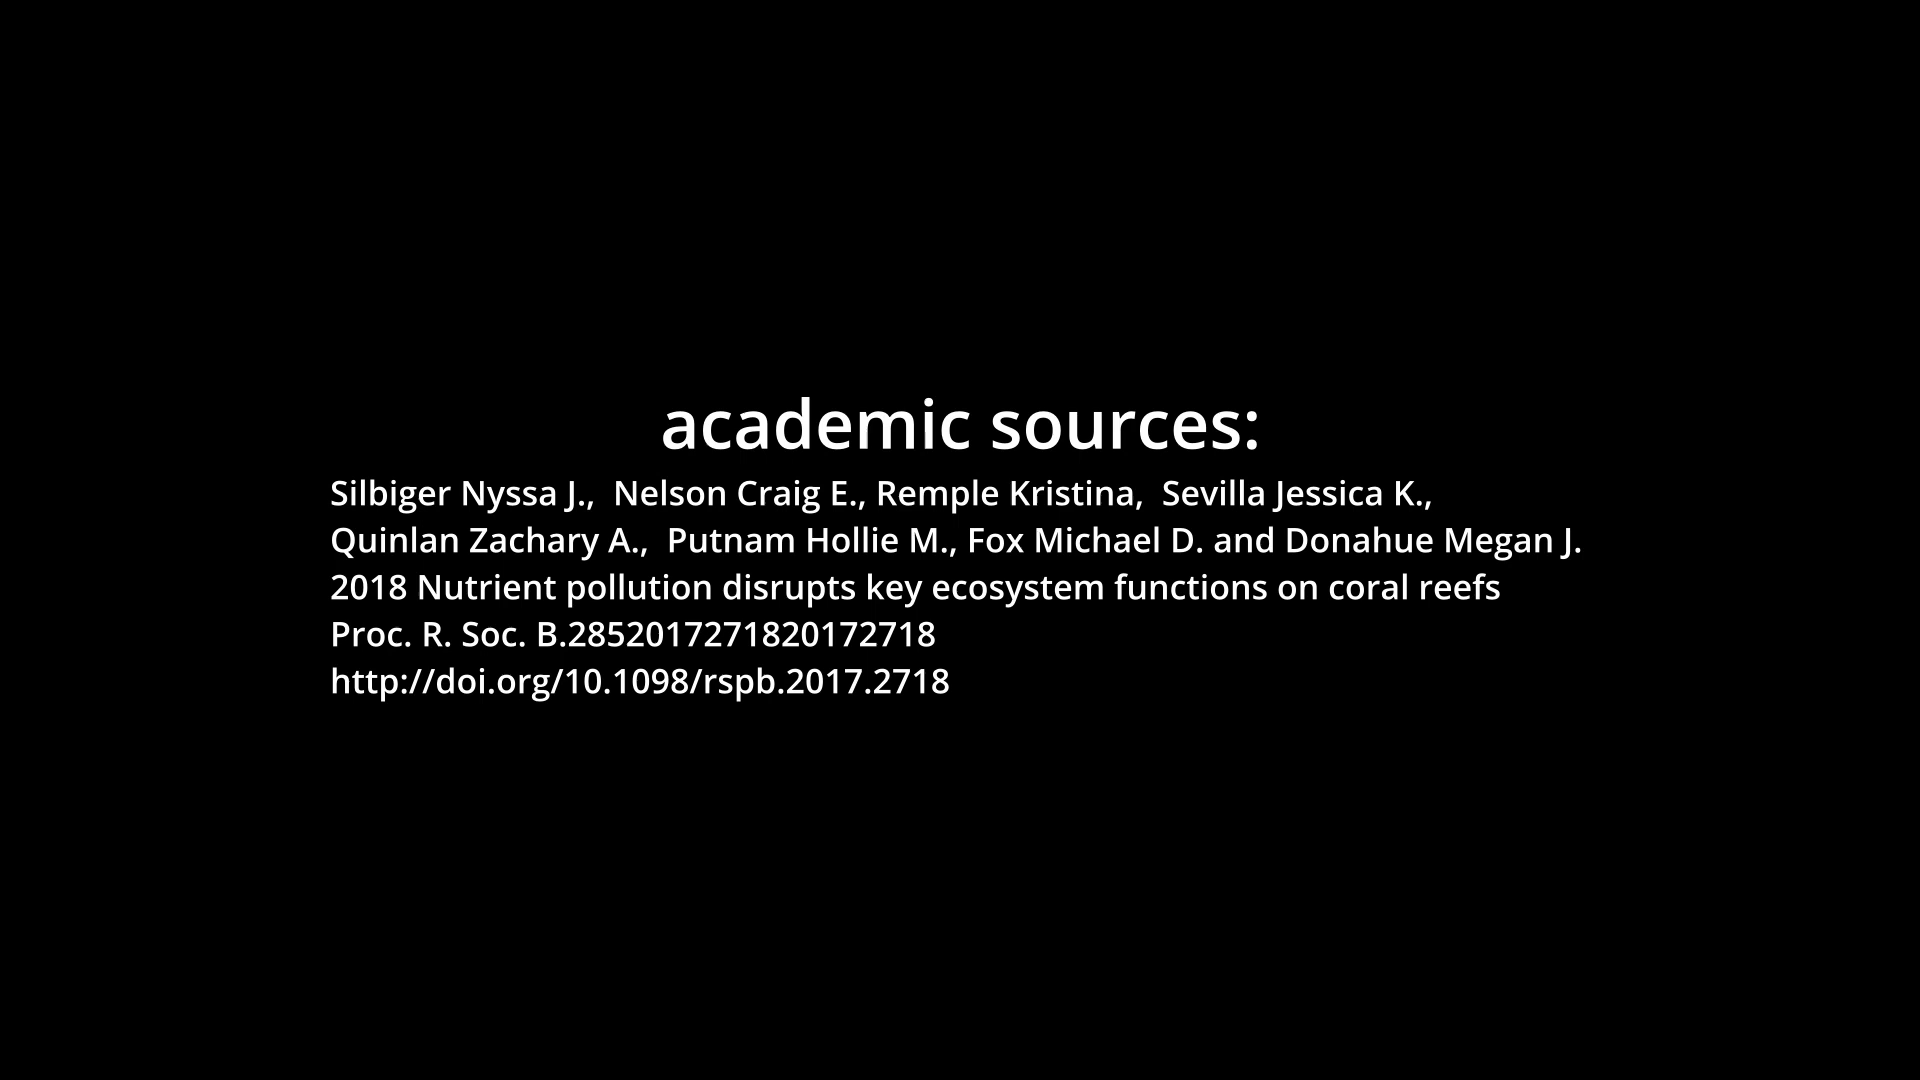 academic sources:
Silbiger Nyssa J.,  Nelson Craig E., Remple Kristina,  Sevilla Jessica K.,
Quinlan Zachary A.,  Putnam Hollie M., Fox Michael D. and Donahue Megan J.
2018 Nutrient pollution disrupts key ecosystem functions on coral reefs
Proc. R. Soc. B.2852017271820172718
http://doi.org/10.1098/rspb.2017.2718